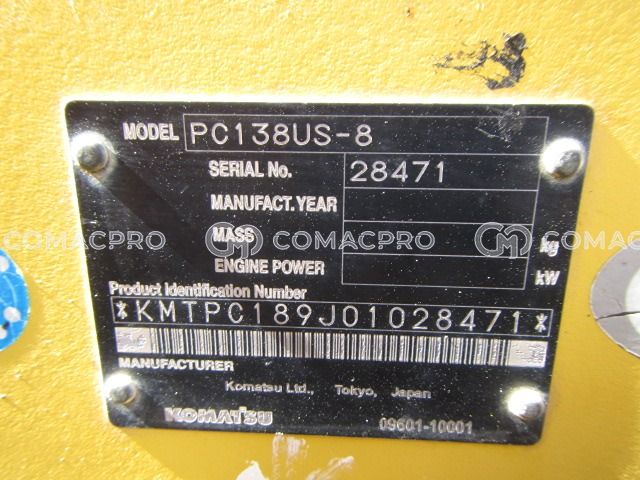 MODEL PC138US-8
SERIAL No. 28471
MANUFACT. YEAR
MASS kg
ENGINE POWER kW
COMACPRO COMACPRO COMACPRO
Product Identification Number
*KMTPC189J01028471*
MANUFACTURER
Komatsu Ltd., Tokyo, Japan
KOMATSU 09601-10001